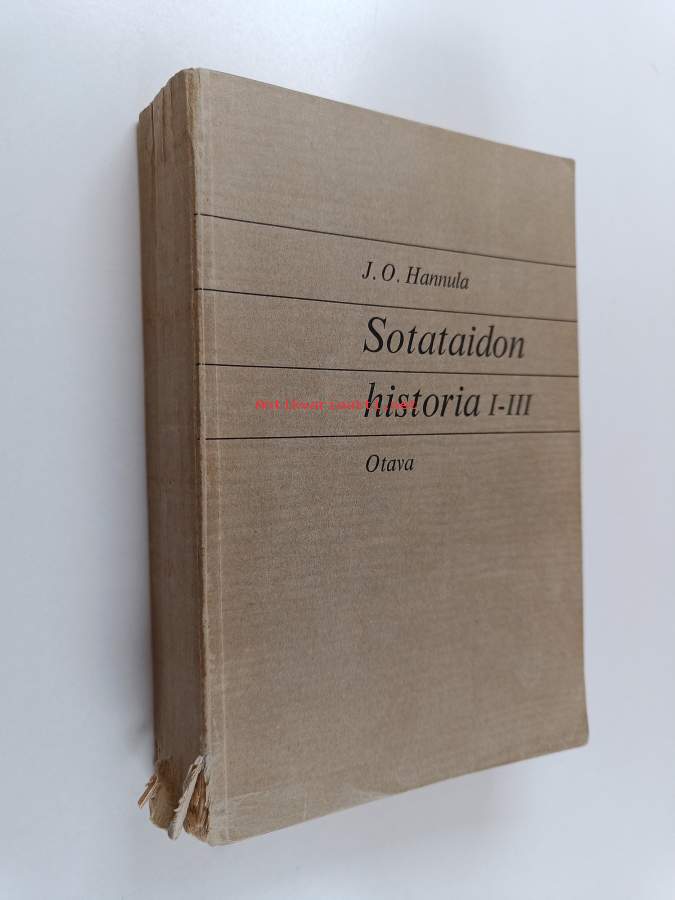 J. O. Hannula
Sotataidon
historia I-III
Otava